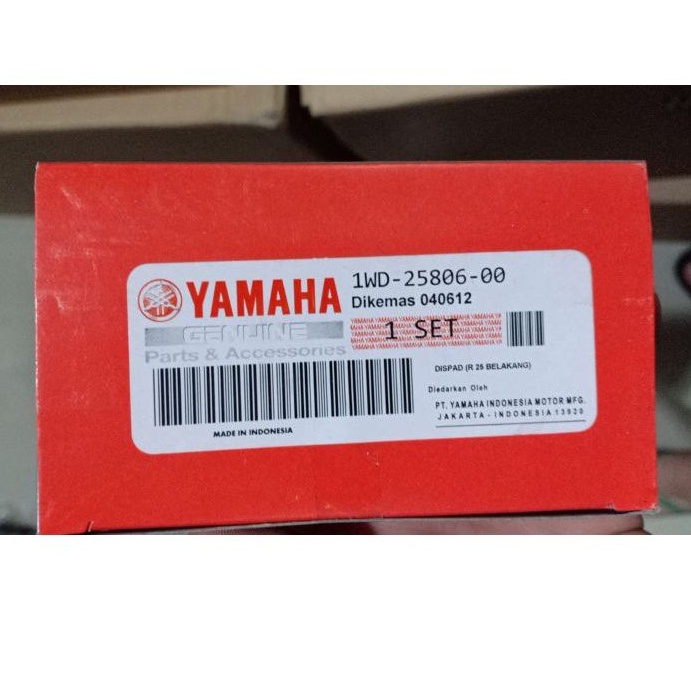 YAMAHA
GENUINE
Parts & Accessories
1WD-25806-00
Dikemas 040612
1 SET
DISPAD (R 25 BELAKANG)
Diedarkan Oleh
PT. YAMAHA INDONESIA MOTOR MFG.
JAKARTA - INDONESIA 13920
MADE IN INDONESIA